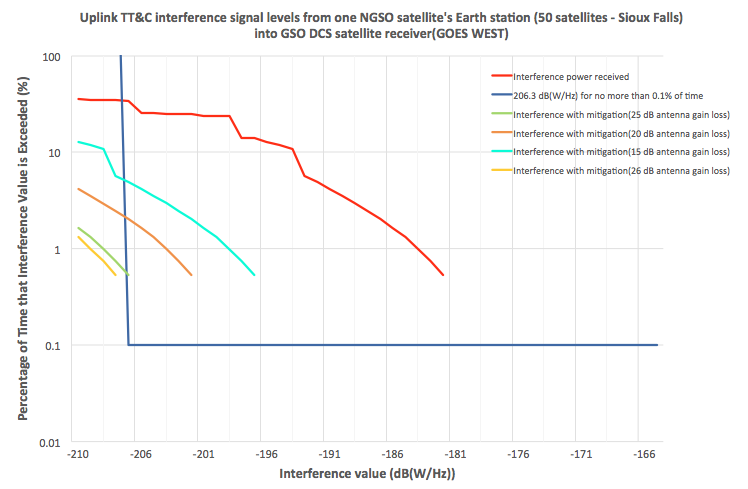 Uplink TT&C interference signal levels from one NGSO satellite's Earth station (50 satellites - Sioux Falls)
into GSO DCS satellite receiver(GOES WEST)
Percentage of Time that Interference Value is Exceeded (%)
100
10
1
0.1
0.01
Interference power received
206.3 dB(W/Hz) for no more than 0.1% of time
Interference with mitigation(25 dB antenna gain loss)
Interference with mitigation(20 dB antenna gain loss)
Interference with mitigation(15 dB antenna gain loss)
Interference with mitigation(26 dB antenna gain loss)
-210 -206 -201 -196 -191 -186 -181 -176 -171 -166
Interference value (dB(W/Hz))